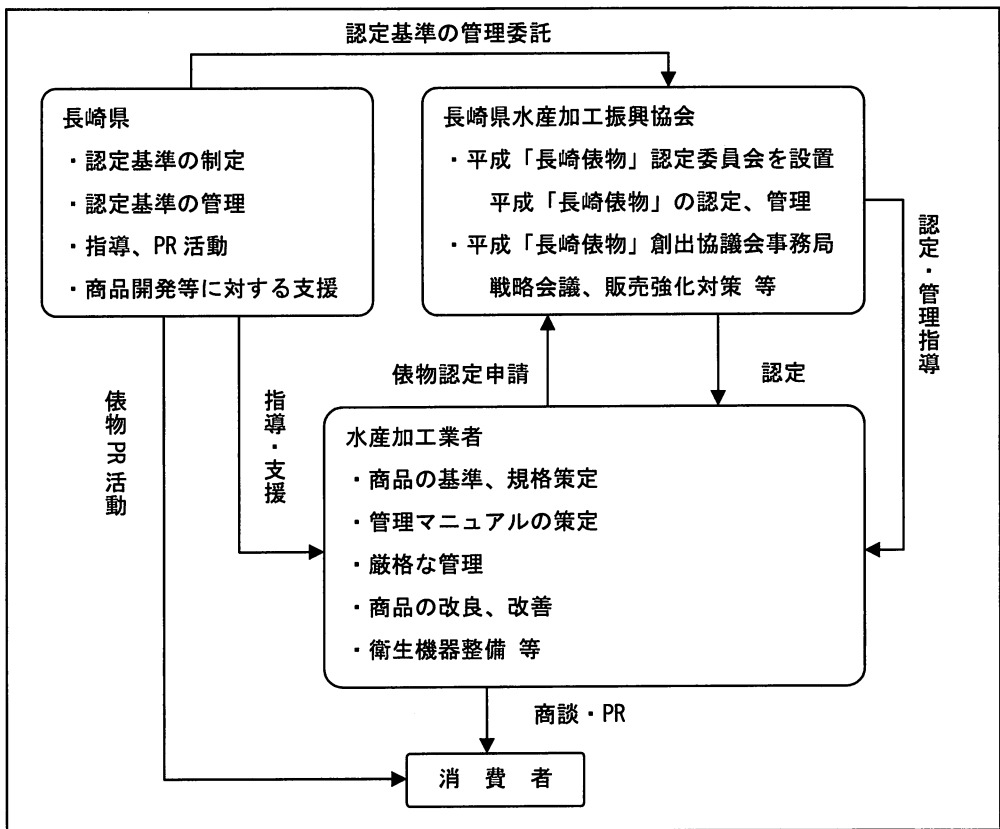 認定基準の管理委託
長崎県
・認定基準の制定
・認定基準の管理
・指導、PR 活動
・商品開発等に対する支援
長崎県水産加工振興協会
・平成「長崎俵物」認定委員会を設置
平成「長崎俵物」の認定、管理
・平成「長崎俵物」創出協議会事務局
戦略会議、販売強化対策 等
認定・管理指導
俵物認定申請
認定
俵物 PR 活動
指導・支援
水産加工業者
・商品の基準、規格策定
・管理マニュアルの策定
・厳格な管理
・商品の改良、改善
・衛生機器整備 等
商談・PR
消 費 者